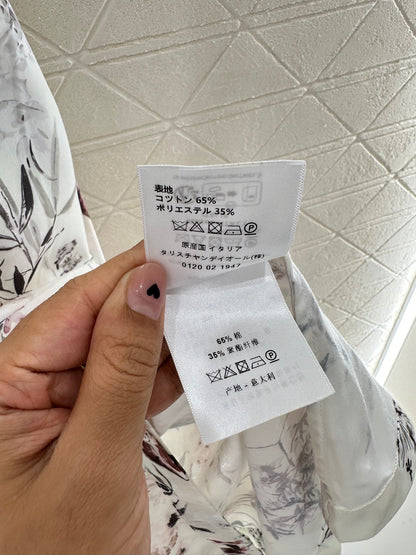 表地
コットン 65%
ポリエステル 35%
原産国 イタリア
タリスチャンディオール(株)
0120 02 1947
65% 棉
35% 聚酯纤维
产地 - 意大利